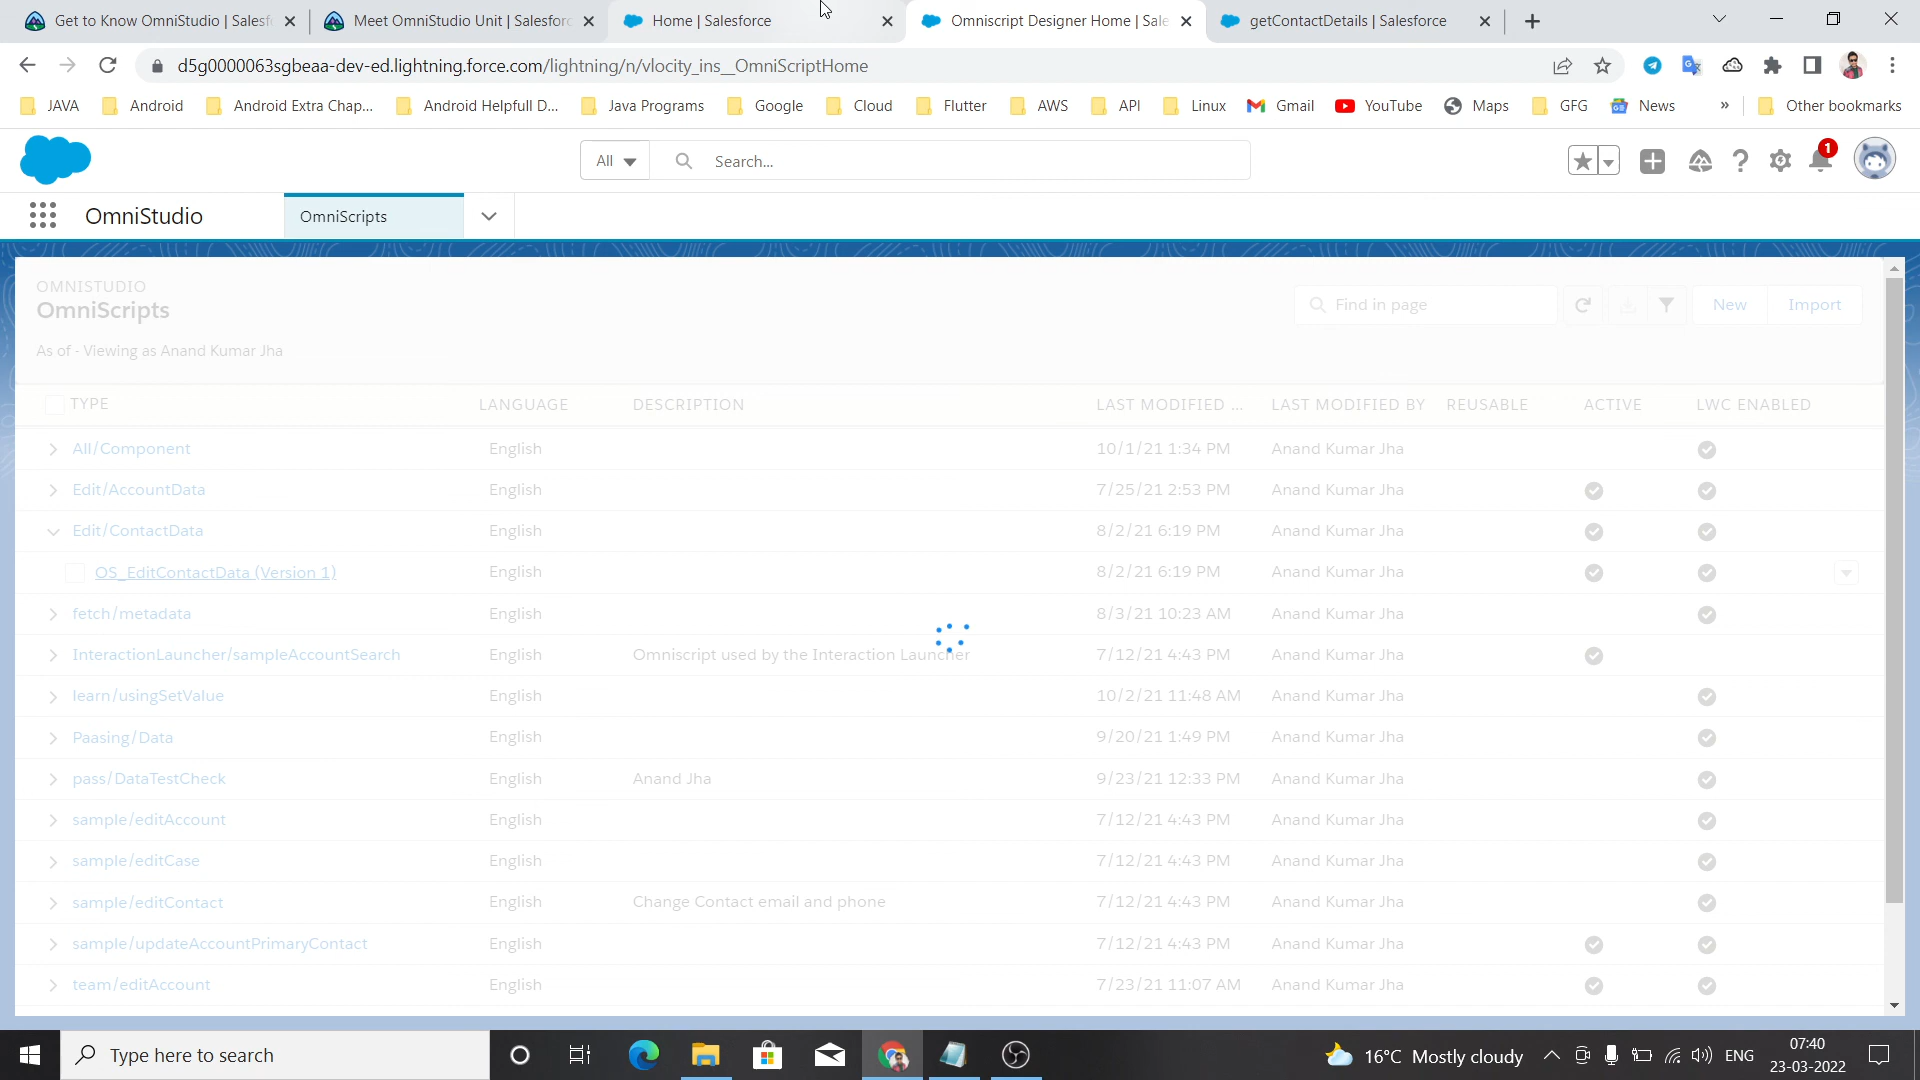 Get to Know OmniStudio | Salesf
Meet OmniStudio Unit | Salesforc
Home | Salesforce
Omniscript Designer Home | Sale
getContactDetails | Salesforce
d5g0000063sgbeaa-dev-ed.lightning.force.com/lightning/n/vlocity_ins__OmniScriptHome
JAVA
Android
Android Extra Chap...
Android Helpfull D...
Java Programs
Google
Cloud
Flutter
AWS
API
Linux
Gmail
YouTube
Maps
GFG
News
»
Other bookmarks
All
Search...
1
OmniStudio
OmniScripts
OMNISTUDIO
OmniScripts
As of - Viewing as Anand Kumar Jha
Find in page
New
Import
TYPE LANGUAGE DESCRIPTION LAST MODIFIED ... LAST MODIFIED BY REUSABLE ACTIVE LWC ENABLED
All/Component English 10/1/21 1:34 PM Anand Kumar Jha
Edit/AccountData English 7/25/21 2:53 PM Anand Kumar Jha
Edit/ContactData English 8/2/21 6:19 PM Anand Kumar Jha
OS_EditContactData (Version 1) English 8/2/21 6:19 PM Anand Kumar Jha
fetch/metadata English 8/3/21 10:23 AM Anand Kumar Jha
InteractionLauncher/sampleAccountSearch English Omniscript used by the Interaction Launcher 7/12/21 4:43 PM Anand Kumar Jha
learn/usingSetValue English 10/2/21 11:48 AM Anand Kumar Jha
Paasing/Data English 9/20/21 1:49 PM Anand Kumar Jha
pass/DataTestCheck English Anand Jha 9/23/21 12:33 PM Anand Kumar Jha
sample/editAccount English 7/12/21 4:43 PM Anand Kumar Jha
sample/editCase English 7/12/21 4:43 PM Anand Kumar Jha
sample/editContact English Change Contact email and phone 7/12/21 4:43 PM Anand Kumar Jha
sample/updateAccountPrimaryContact English 7/12/21 4:43 PM Anand Kumar Jha
team/editAccount English 7/23/21 11:07 AM Anand Kumar Jha
Type here to search
16°C Mostly cloudy
ENG
07:40
23-03-2022